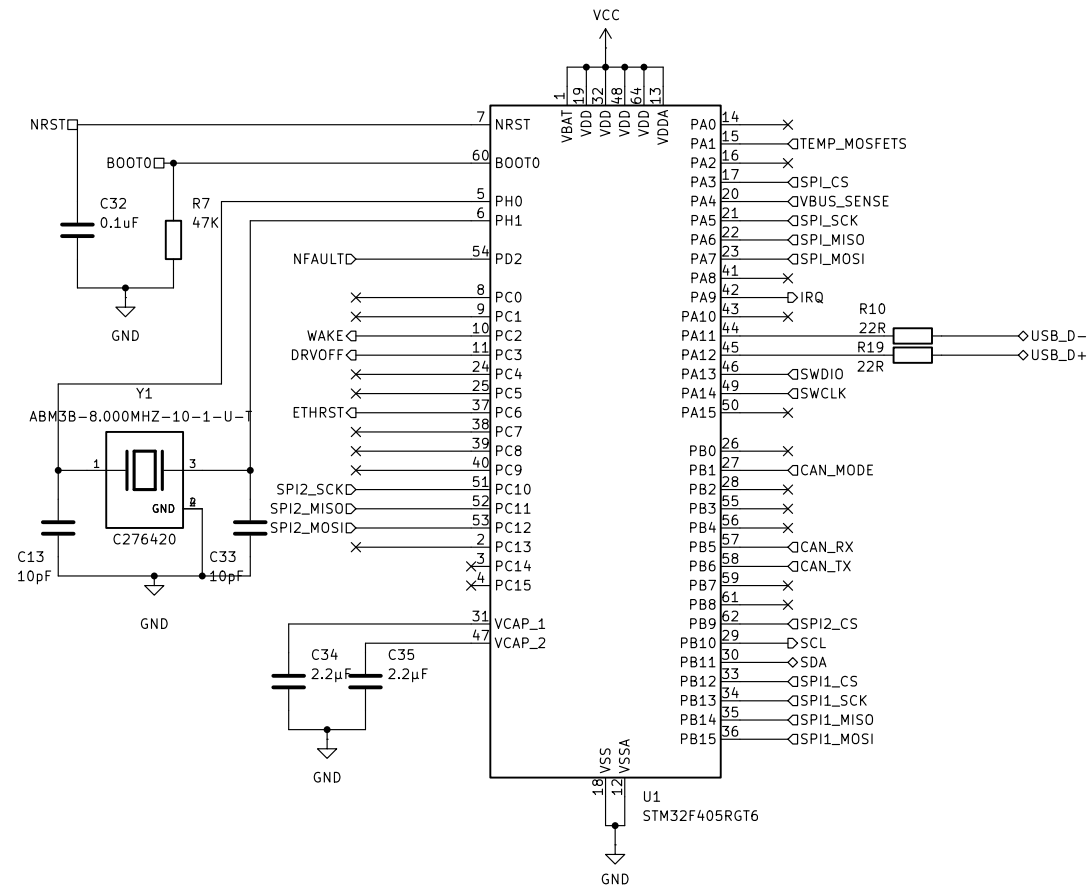 VCC
1 19 32 48 64 13
VBAT VDD VDD VDD VDD VDDA
NRST 7 NRST
BOOT0 60 BOOT0
5 PH0
6 PH1
C32
0.1uF
R7
47K
NFAULT 54 PD2
8 PC0
9 PC1
WAKE 10 PC2
DRVOFF 11 PC3
24 PC4
25 PC5
ETHRST 37 PC6
38 PC7
39 PC8
40 PC9
SPI2_SCK 51 PC10
SPI2_MISO 52 PC11
SPI2_MOSI 53 PC12
2 PC13
3 PC14
4 PC15
31 VCAP_1
47 VCAP_2
GND
Y1
ABM3B-8.000MHZ-10-1-U-T
1 3
GND
C276420
C13
10pF
C33
10pF
GND
C34
2.2µF
C35
2.2µF
GND
PA0 14
PA1 15 TEMP_MOSFETS
PA2 16
PA3 17 SPI_CS
PA4 20 VBUS_SENSE
PA5 21 SPI_SCK
PA6 22 SPI_MISO
PA7 23 SPI_MOSI
PA8 41
PA9 42 IRQ
PA10 43
R10
22R
PA11 44 USB_D-
PA12 45 USB_D+
R19
22R
PA13 46 SWDIO
PA14 49 SWCLK
PA15 50
PB0 26
PB1 27 CAN_MODE
PB2 28
PB3 55
PB4 56
PB5 57 CAN_RX
PB6 58 CAN_TX
PB7 59
PB8 61
PB9 62 SPI2_CS
PB10 29 SCL
PB11 30 SDA
PB12 33 SPI1_CS
PB13 34 SPI1_SCK
PB14 35 SPI1_MISO
PB15 36 SPI1_MOSI
VSS VSSA
18 12
U1
STM32F405RGT6
GND